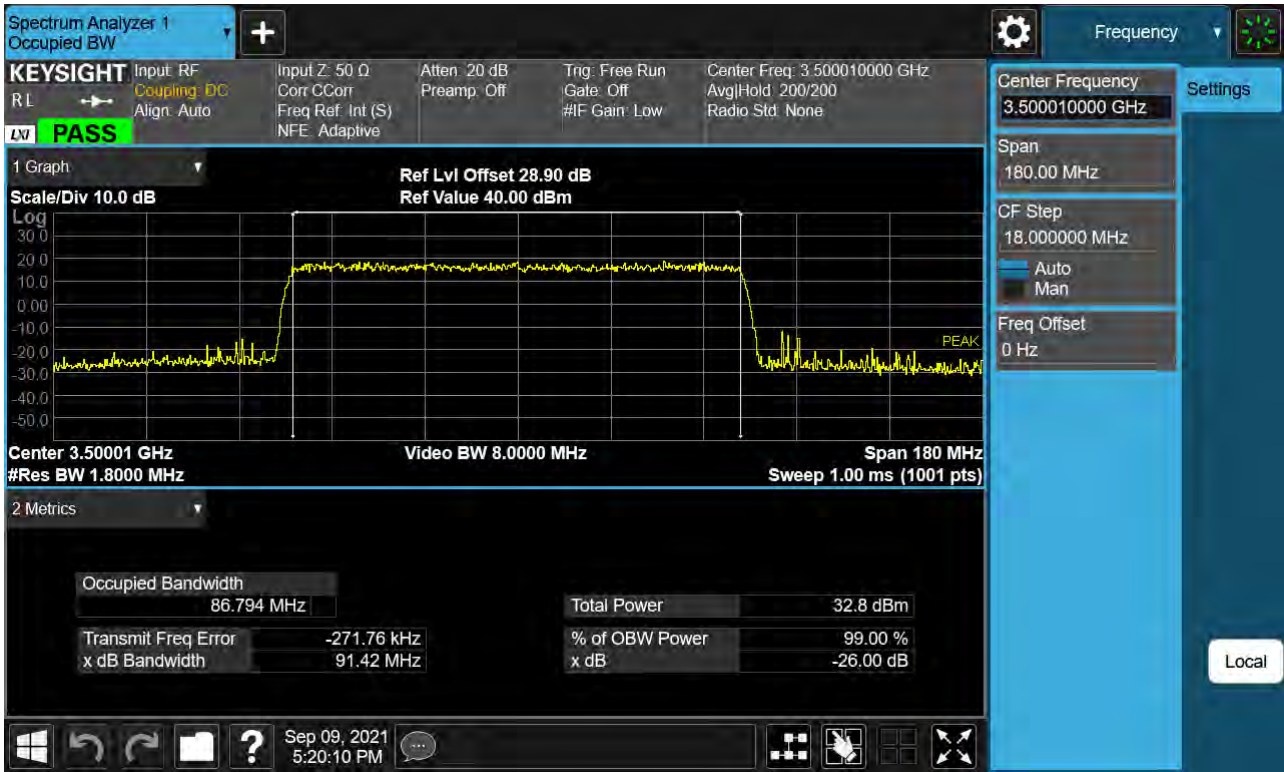 Spectrum Analyzer 1
Occupied BW
+
Frequency
KEYSIGHT
RL
LXI
PASS
Input: RF
Coupling: DC
Align: Auto
Input Z: 50 Ω
Corr CCorr
Freq Ref: Int (S)
NFE: Adaptive
Atten: 20 dB
Preamp: Off
Trig: Free Run
Gate: Off
#IF Gain: Low
Center Freq: 3.500010000 GHz
Avg|Hold: 200/200
Radio Std: None
Center Frequency
3.500010000 GHz
Settings
Span
180.00 MHz
CF Step
18.000000 MHz
Auto
Man
Freq Offset
0 Hz
1 Graph
Scale/Div 10.0 dB
Ref Lvl Offset 28.90 dB
Ref Value 40.00 dBm
Log
30.0
20.0
10.0
0.00
-10.0
-20.0
-30.0
-40.0
-50.0
PEAK
Center 3.50001 GHz
Video BW 8.0000 MHz
Span 180 MHz
#Res BW 1.8000 MHz
Sweep 1.00 ms (1001 pts)
2 Metrics
Occupied Bandwidth
86.794 MHz
Total Power 32.8 dBm
Transmit Freq Error -271.76 kHz
% of OBW Power 99.00 %
x dB Bandwidth 91.42 MHz
x dB -26.00 dB
Local
?
Sep 09, 2021
5:20:10 PM